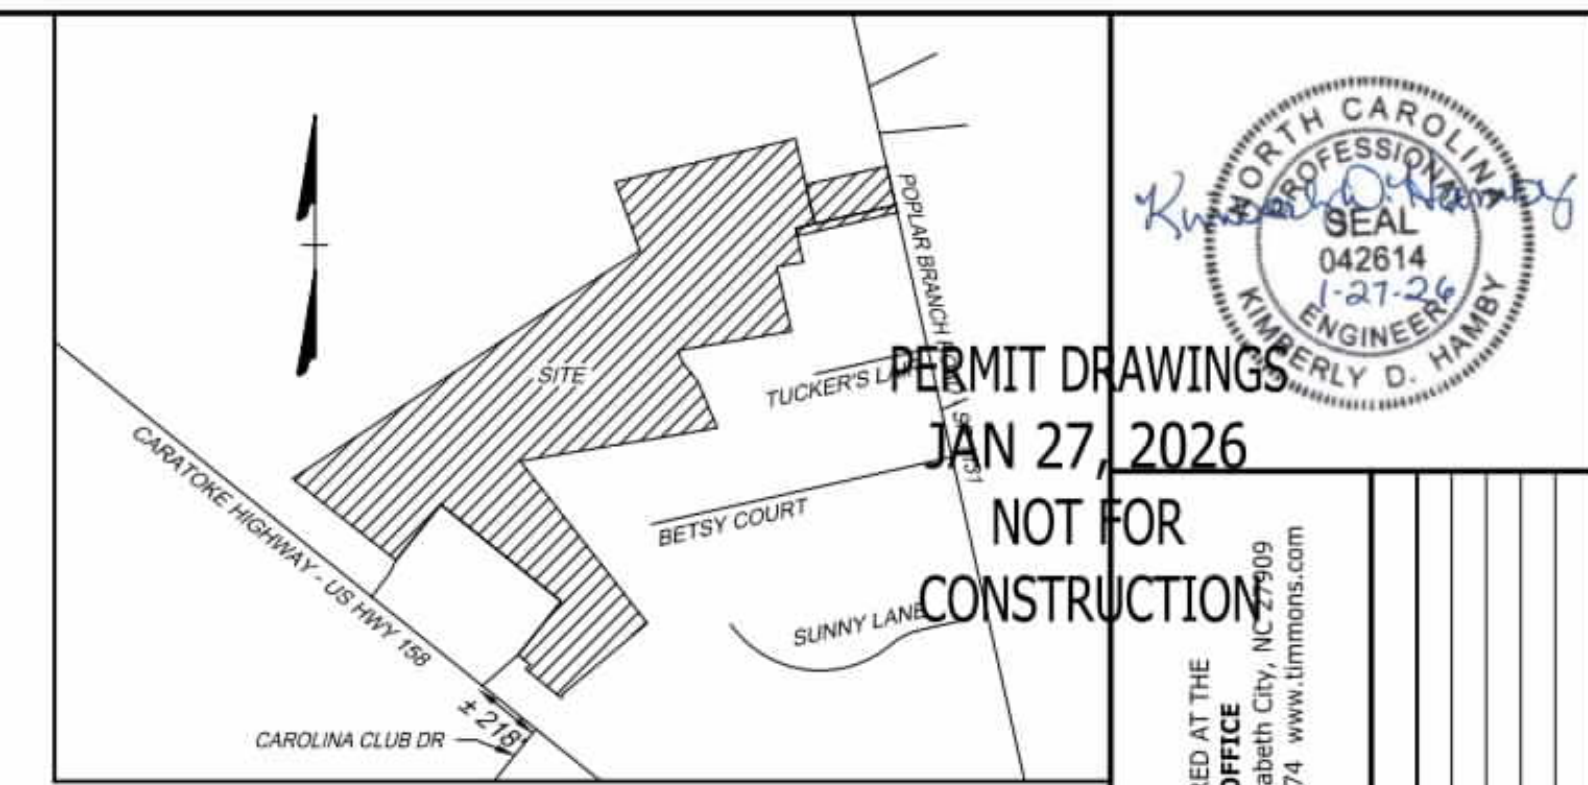 SITE
CARATOKE HIGHWAY - US HWY 158
CAROLINA CLUB DR
± 218'
POPLAR BRANCH
TUCKER'S
BETSY COURT
SUNNY LANE
PERMIT DRAWINGS
JAN 27, 2026
NOT FOR
CONSTRUCTION
NORTH CAROLINA
PROFESSIONAL
SEAL
042614
1-27-26
ENGINEER
KIMBERLY D. HAMBY
Kimberly D. Hamby
RED AT THE
OFFICE
abeth City, NC 27909
74 www.timmons.com